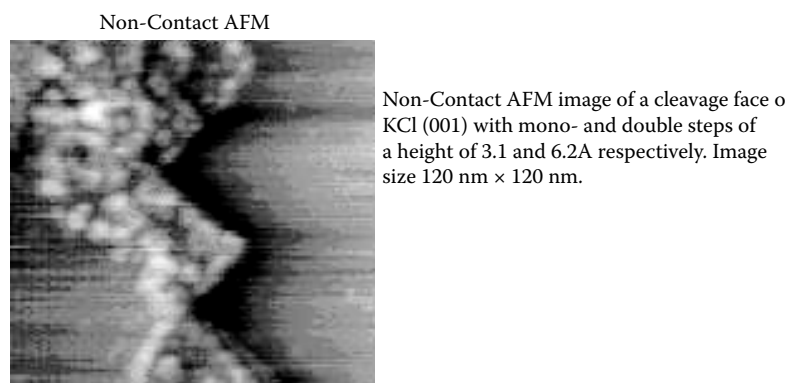 Non-Contact AFM
Non-Contact AFM image of a cleavage face o
KCl (001) with mono- and double steps of
a height of 3.1 and 6.2A respectively. Image
size 120 nm × 120 nm.